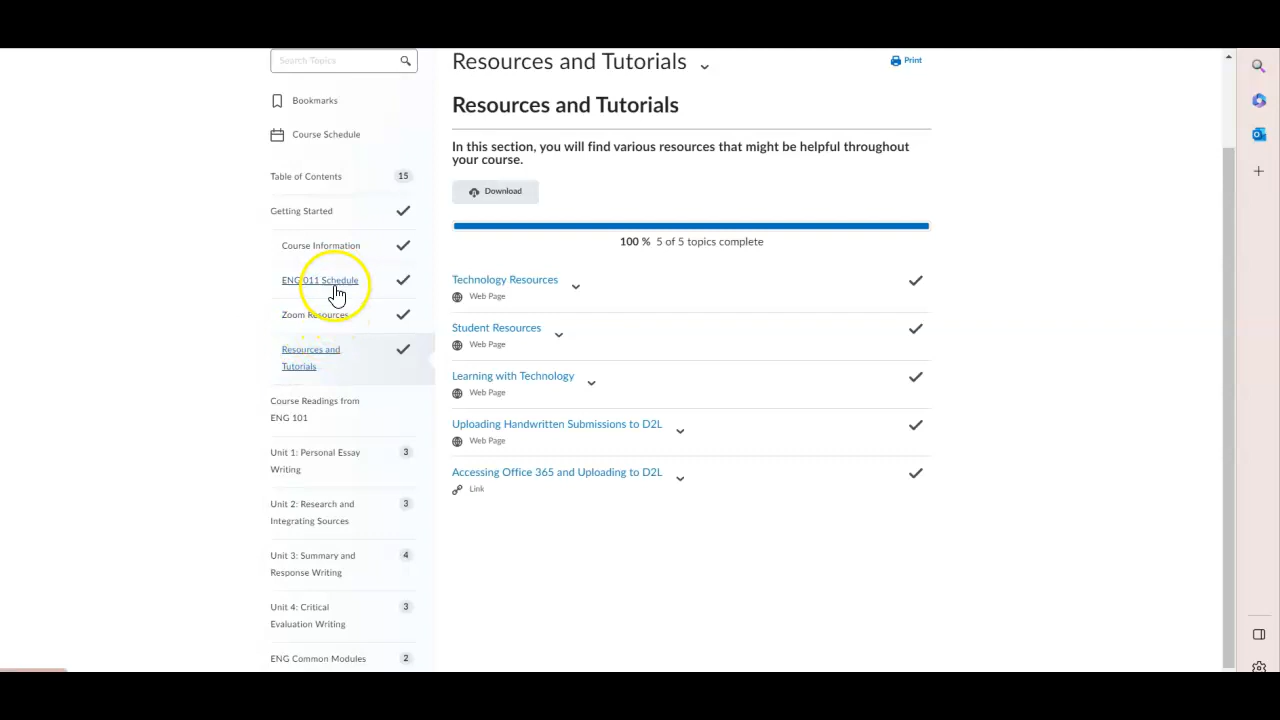 Search Topics
Bookmarks
Course Schedule
Table of Contents 15
Getting Started
Course Information
ENG 011 Schedule
Zoom Resources
Resources and
Tutorials
Course Readings from
ENG 101
Unit 1: Personal Essay 3
Writing
Unit 2: Research and 3
Integrating Sources
Unit 3: Summary and 4
Response Writing
Unit 4: Critical 3
Evaluation Writing
ENG Common Modules 2
Resources and Tutorials
Print
Resources and Tutorials
In this section, you will find various resources that might be helpful throughout
your course.
Download
100 % 5 of 5 topics complete
Technology Resources
Web Page
Student Resources
Web Page
Learning with Technology
Web Page
Uploading Handwritten Submissions to D2L
Web Page
Accessing Office 365 and Uploading to D2L
Link